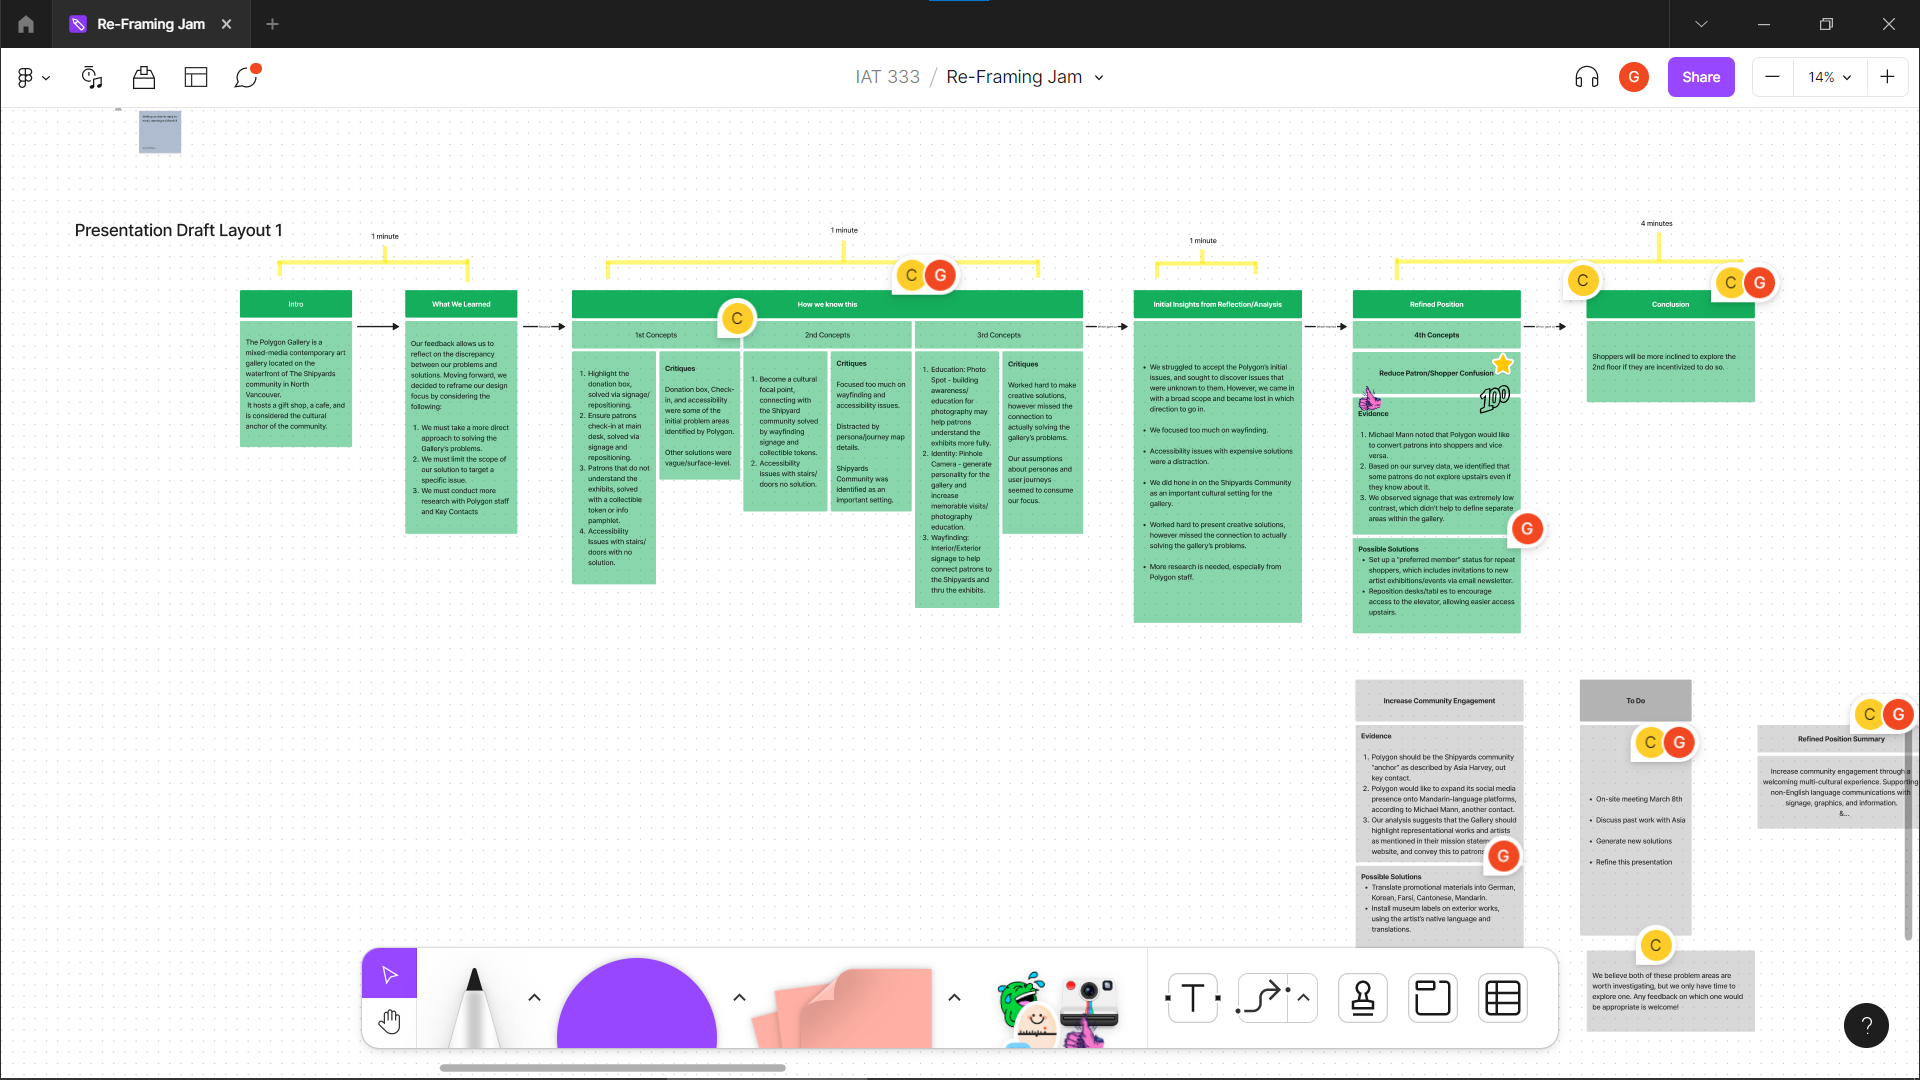 Re-Framing Jam
IAT 333 / Re-Framing Jam
G
Share
14%
Presentation Draft Layout 1
1 minute
1 minute
1 minute
4 minutes
C
G
C
C
G
C
Intro
The Polygon Gallery is a
mixed-media contemporary art
gallery located on the
waterfront of The Shipyards
community in North
Vancouver.
It hosts a gift shop, a cafe, and
is considered the cultural
anchor of the community.
What We Learned
Our feedback allows us to
reflect on the discrepancy
between our problems and
solutions. Moving forward, we
decided to reframe our design
focus by considering the
following:
1. We must take a more direct
approach to solving the
Gallery's problems.
2. We must limit the scope of
our solution to target a
specific issue.
3. We must conduct more
research with Polygon staff
and Key Contacts
How we know this
1st Concepts
1. Highlight the
donation box,
solved via signage/
repositioning.
2. Ensure patrons
check-in at main
desk, solved via
signage and
repositioning.
3. Patrons that do not
understand the
exhibits, solved
with a collectible
token or info
pamphlet.
4. Accessibility
Issues with stairs/
doors with no
solution.
Critiques
Donation box, Check-
in, and accessibility
were some of the
initial problem areas
identified by Polygon.
Other solutions were
vague/surface-level.
2nd Concepts
1. Become a cultural
focal point,
connecting with
the Shipyard
community solved
by wayfinding
signage and
collectible tokens.
2. Accessibility
Issues with stairs/
doors no solution.
Critiques
Focused too much on
wayfinding and
accessibility issues.
Distracted by
persona/journey map
details.
Shipyards
Community was
identified as an
important setting.
3rd Concepts
1. Education: Photo
Spot - building
awareness/
education for
photography may
help patrons
understand the
exhibits more fully.
2. Identity: Pinhole
Camera - generate
personality for the
gallery and
increase
memorable visits/
photography
education.
3. Wayfinding:
Interior/Exterior
signage to help
connect patrons to
the Shipyards and
thru the exhibits.
Critiques
Worked hard to make
creative solutions,
however missed the
connection to
actually solving the
gallery's problems.
Our assumptions
about personas and
user journeys
seemed to consume
our focus.
Initial Insights from Reflection/Analysis
• We struggled to accept the Polygon's initial
issues, and sought to discover issues that
were unknown to them. However, we came in
with a broad scope and became lost in which
direction to go in.
• We focused too much on wayfinding.
• Accessibility issues with expensive solutions
were a distraction.
• We did hone in on the Shipyards Community
as an important cultural setting for the
gallery.
• Worked hard to present creative solutions,
however missed the connection to actually
solving the gallery's problems.
• More research is needed, especially from
Polygon staff.
Refined Position
4th Concepts
Reduce Patron/Shopper Confusion
100
Evidence
1. Michael Mann noted that Polygon would like
to convert patrons into shoppers and vice
versa.
2. Based on our survey data, we identified that
some patrons do not explore upstairs even if
they know about it.
3. We observed signage that was extremely low
contrast, which didn't help to define separate
areas within the gallery.
G
Possible Solutions
• Set up a "preferred member" status for repeat
shoppers, which includes invitations to new
artist exhibitions/events via email newsletter.
• Reposition desks/tabl es to encourage
access to the elevator, allowing easier access
upstairs.
Conclusion
Shoppers will be more inclined to explore the
2nd floor if they are incentivized to do so.
Increase Community Engagement
Evidence
1. Polygon should be the Shipyards community
"anchor" as described by Asia Harvey, out
key contact.
2. Polygon would like to expand its social media
presence onto Mandarin-language platforms,
according to Michael Mann, another contact.
3. Our analysis suggests that the Gallery should
highlight representational works and artists
as mentioned in their mission statem
website, and convey this to patrons
G
Possible Solutions
• Translate promotional materials into German,
Korean, Farsi, Cantonese, Mandarin.
• Install museum labels on exterior works,
using the artist's native language and
translations.
To Do
C
G
• On-site meeting March 8th
• Discuss past work with Asia
• Generate new solutions
• Refine this presentation
C
G
Refined Position Summary
Increase community engagement through a
welcoming multi-cultural experience. Supporting
non-English language communications with
signage, graphics, and information.
&...
C
We believe both of these problem areas are
worth investigating, but we only have time to
explore one. Any feedback on which one would
be appropriate is welcome!
T
?